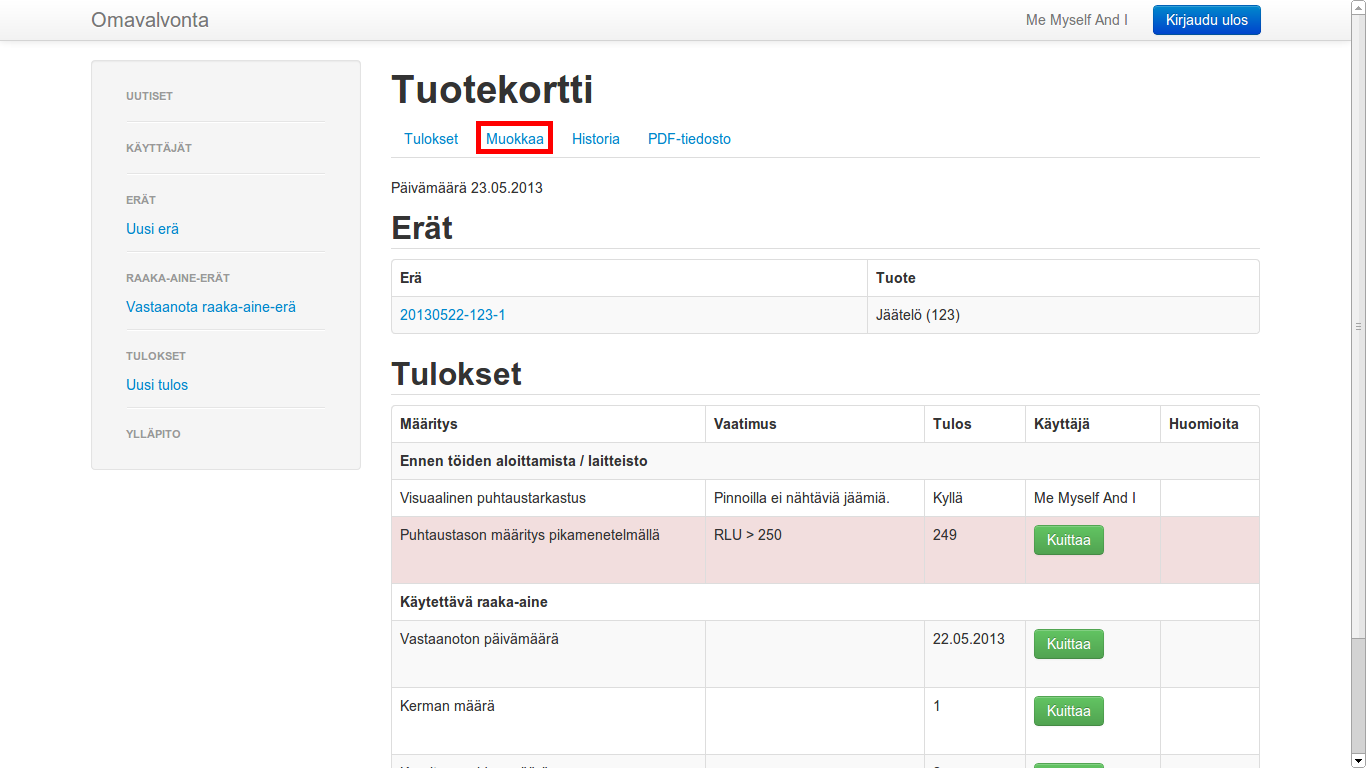 Omavalvonta
Me Myself And I
Kirjaudu ulos
UUTISET
KÄYTTÄJÄT
ERÄT
Uusi erä
RAAKA-AINE-ERÄT
Vastaanota raaka-aine-erä
TULOKSET
Uusi tulos
YLLÄPITO
Tuotekortti
Tulokset Muokkaa Historia PDF-tiedosto
Päivämäärä 23.05.2013
Erät
Erä Tuote
20130522-123-1 Jäätelö (123)
Tulokset
Määritys Vaatimus Tulos Käyttäjä Huomioita
Ennen töiden aloittamista / laitteisto
Visuaalinen puhtaustarkastus Pinnoilla ei nähtäviä jäämiä. Kyllä Me Myself And I
Puhtaustason määritys pikamenetelmällä RLU > 250 249 Kuittaa
Käytettävä raaka-aine
Vastaanoton päivämäärä 22.05.2013 Kuittaa
Kerman määrä 1 Kuittaa